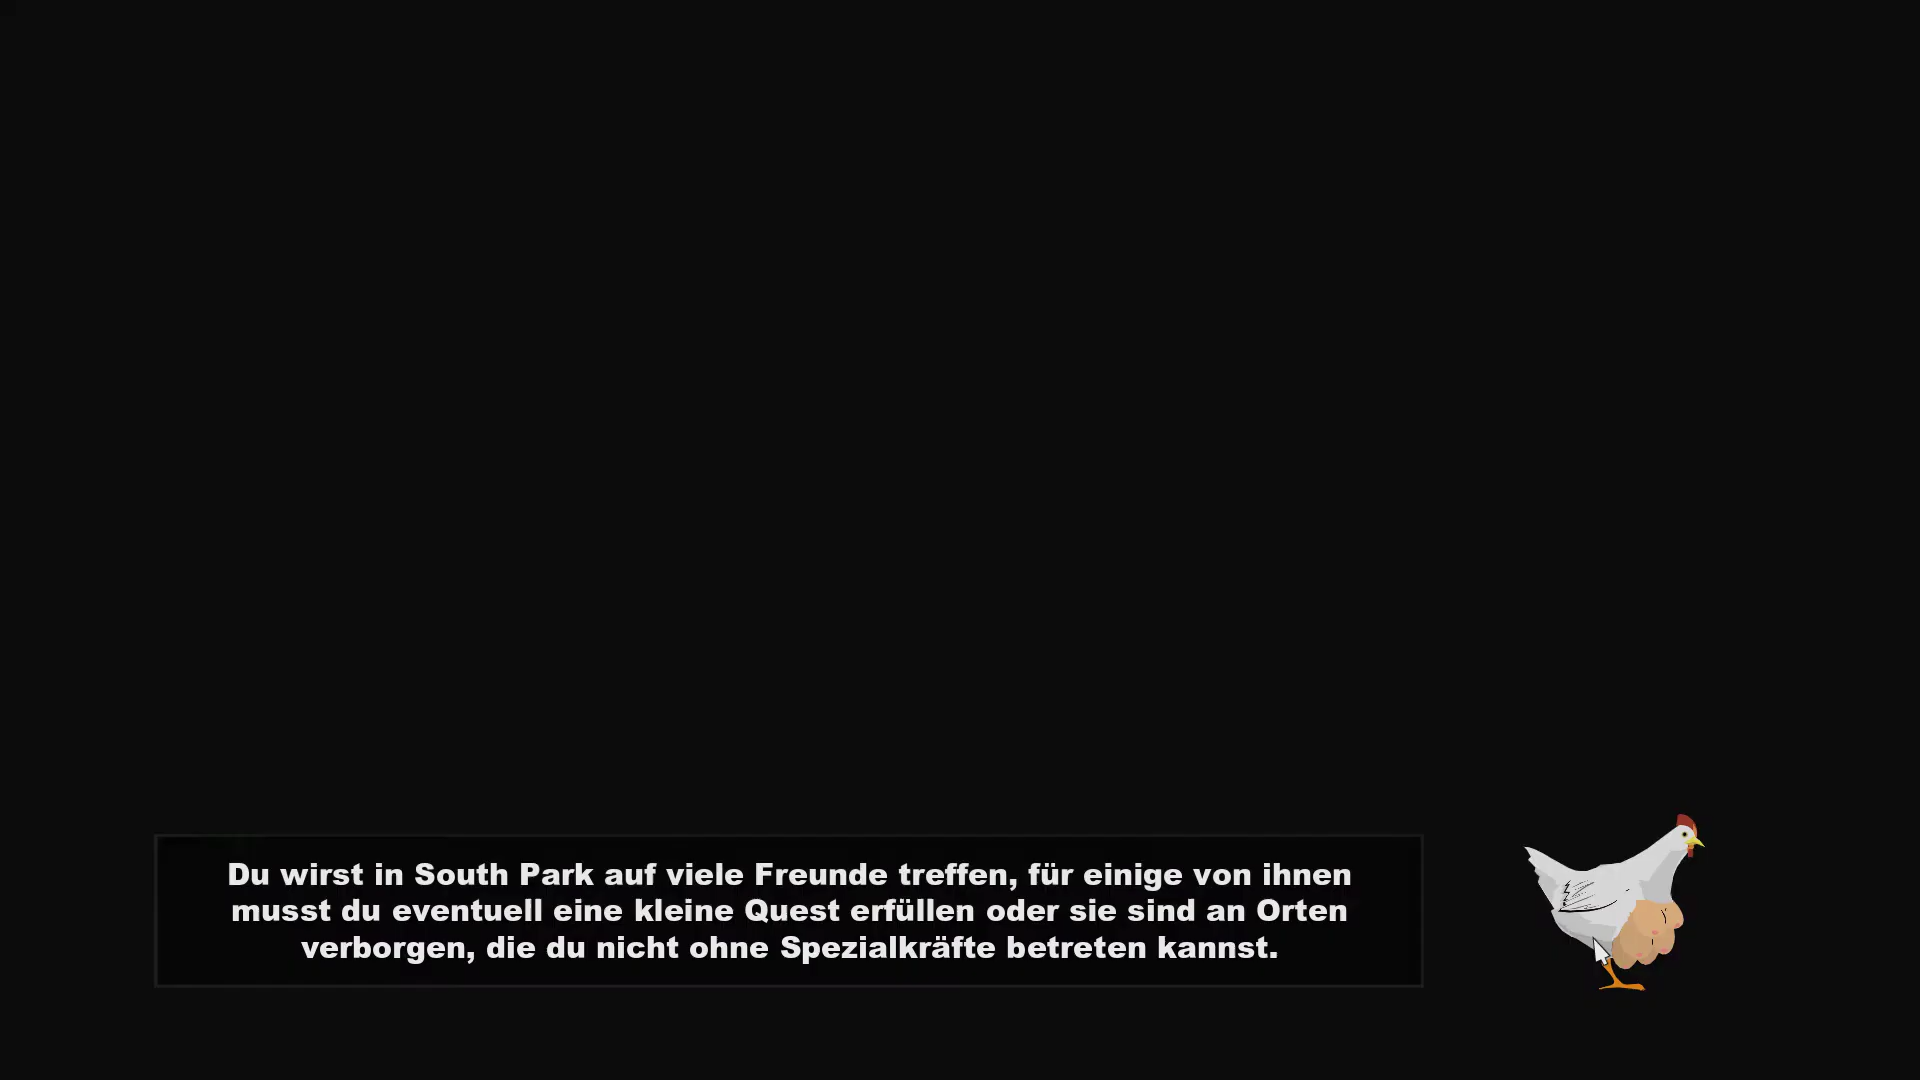 Du wirst in South Park auf viele Freunde treffen, für einige von ihnen
musst du eventuell eine kleine Quest erfüllen oder sie sind an Orten
verborgen, die du nicht ohne Spezialkräfte betreten kannst.